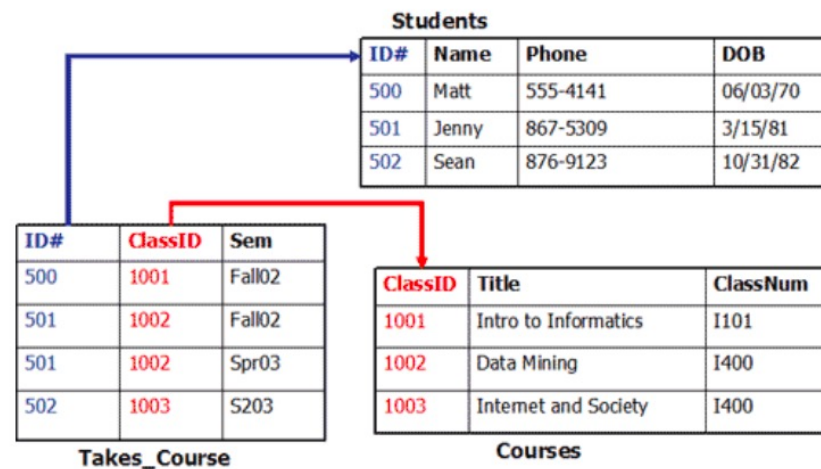 Students
ID# Name Phone DOB
500 Matt 555-4141 06/03/70
501 Jenny 867-5309 3/15/81
502 Sean 876-9123 10/31/82
ID# ClassID Sem
500 1001 Fall02
501 1002 Fall02
501 1002 Spr03
502 1003 S203
Takes_Course
ClassID Title ClassNum
1001 Intro to Informatics I101
1002 Data Mining I400
1003 Internet and Society I400
Courses